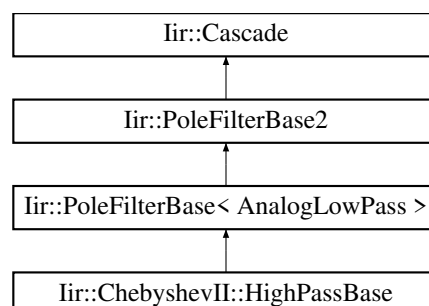 Iir::Cascade
Iir::PoleFilterBase2
Iir::PoleFilterBase< AnalogLowPass >
Iir::ChebyshevII::HighPassBase